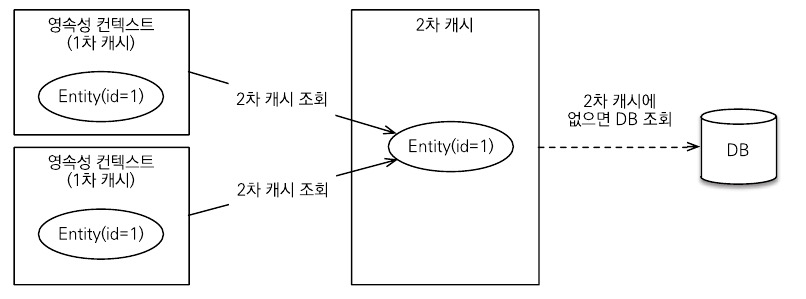 영속성 컨텍스트
(1차 캐시)
Entity(id=1)
2차 캐시 조회
영속성 컨텍스트
(1차 캐시)
Entity(id=1)
2차 캐시 조회
2차 캐시
Entity(id=1)
2차 캐시에
없으면 DB 조회
DB